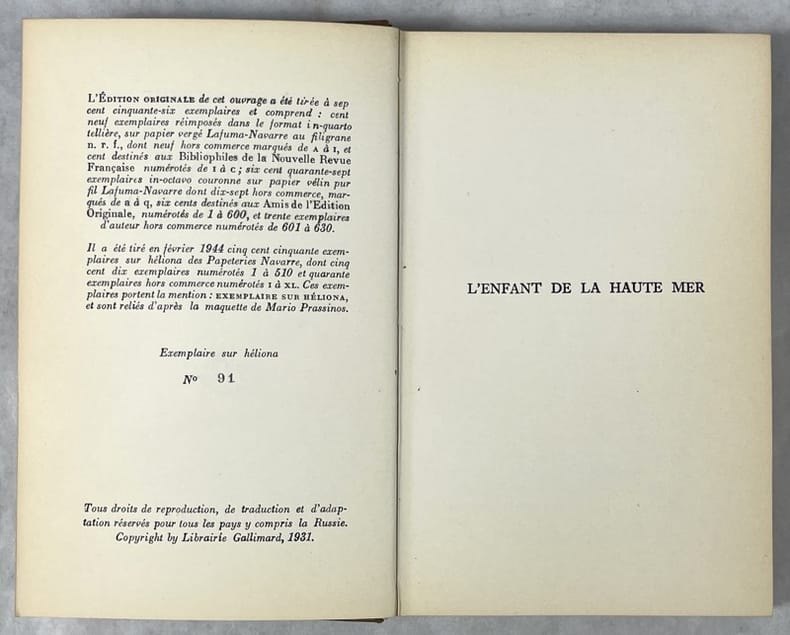 L'ÉDITION ORIGINALE de cet ouvrage a été tirée à sep
cent cinquante-six exemplaires et comprend : cent
neuf exemplaires réimposés dans le format in-quarto
tellière, sur papier vergé Lafuma-Navarre au filigrane
n. r. f., dont neuf hors commerce marqués de A à I, et
cent destinés aux Bibliophiles de la Nouvelle Revue
Française numérotés de I à C ; six cent quarante-sept
exemplaires in-octavo couronne sur papier vélin pur
fil Lafuma-Navarre dont dix-sept hors commerce, mar-
qués de a à q, six cents destinés aux Amis de l'Edition
Originale, numérotés de 1 à 600, et trente exemplaires
d'auteur hors commerce numérotés de 601 à 630.
Il a été tiré en février 1944 cinq cent cinquante exem-
plaires sur héliona des Papeteries Navarre, dont cinq
cent dix exemplaires numérotés 1 à 510 et quarante
exemplaires hors commerce numérotés I à XL. Ces exem-
plaires portent la mention : EXEMPLAIRE SUR HÉLIONA,
et sont reliés d'après la maquette de Mario Prassinos.
Exemplaire sur héliona
No 91
Tous droits de reproduction, de traduction et d'adap-
tation réservés pour tous les pays y compris la Russie.
Copyright by Librairie Gallimard, 1931.
L'ENFANT DE LA HAUTE MER